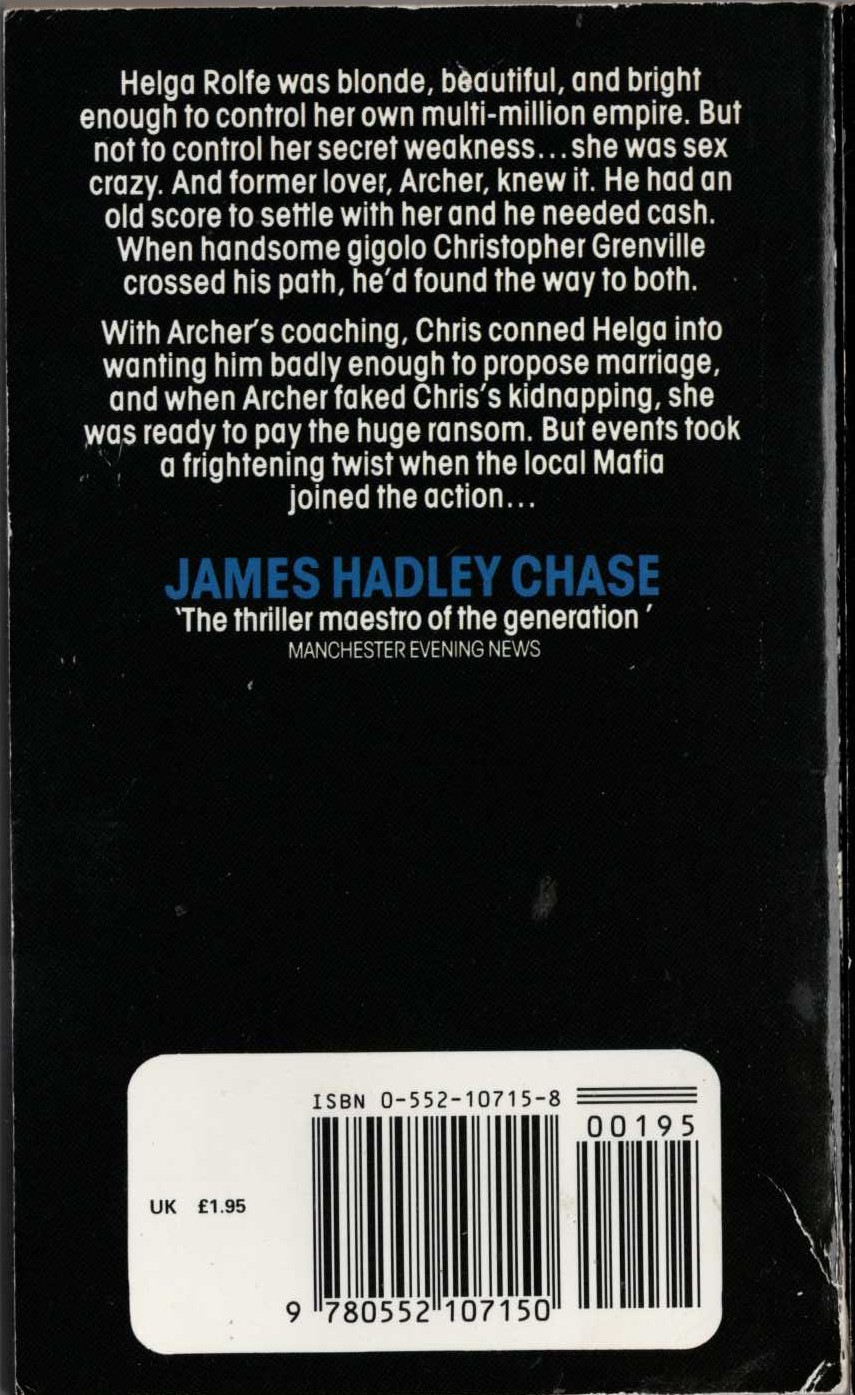 Helga Rolfe was blonde, beautiful, and bright
enough to control her own multi-million empire. But
not to control her secret weakness...she was sex
crazy. And former lover, Archer, knew it. He had an
old score to settle with her and he needed cash.
When handsome gigolo Christopher Grenville
crossed his path, he'd found the way to both.
With Archer's coaching, Chris conned Helga into
wanting him badly enough to propose marriage,
and when Archer faked Chris's kidnapping, she
was ready to pay the huge ransom. But events took
a frightening twist when the local Mafia
joined the action...
JAMES HADLEY CHASE
‘The thriller maestro of the generation’
MANCHESTER EVENING NEWS
ISBN 0-552-10715-8
00195
UK £1.95
9 780552 107150